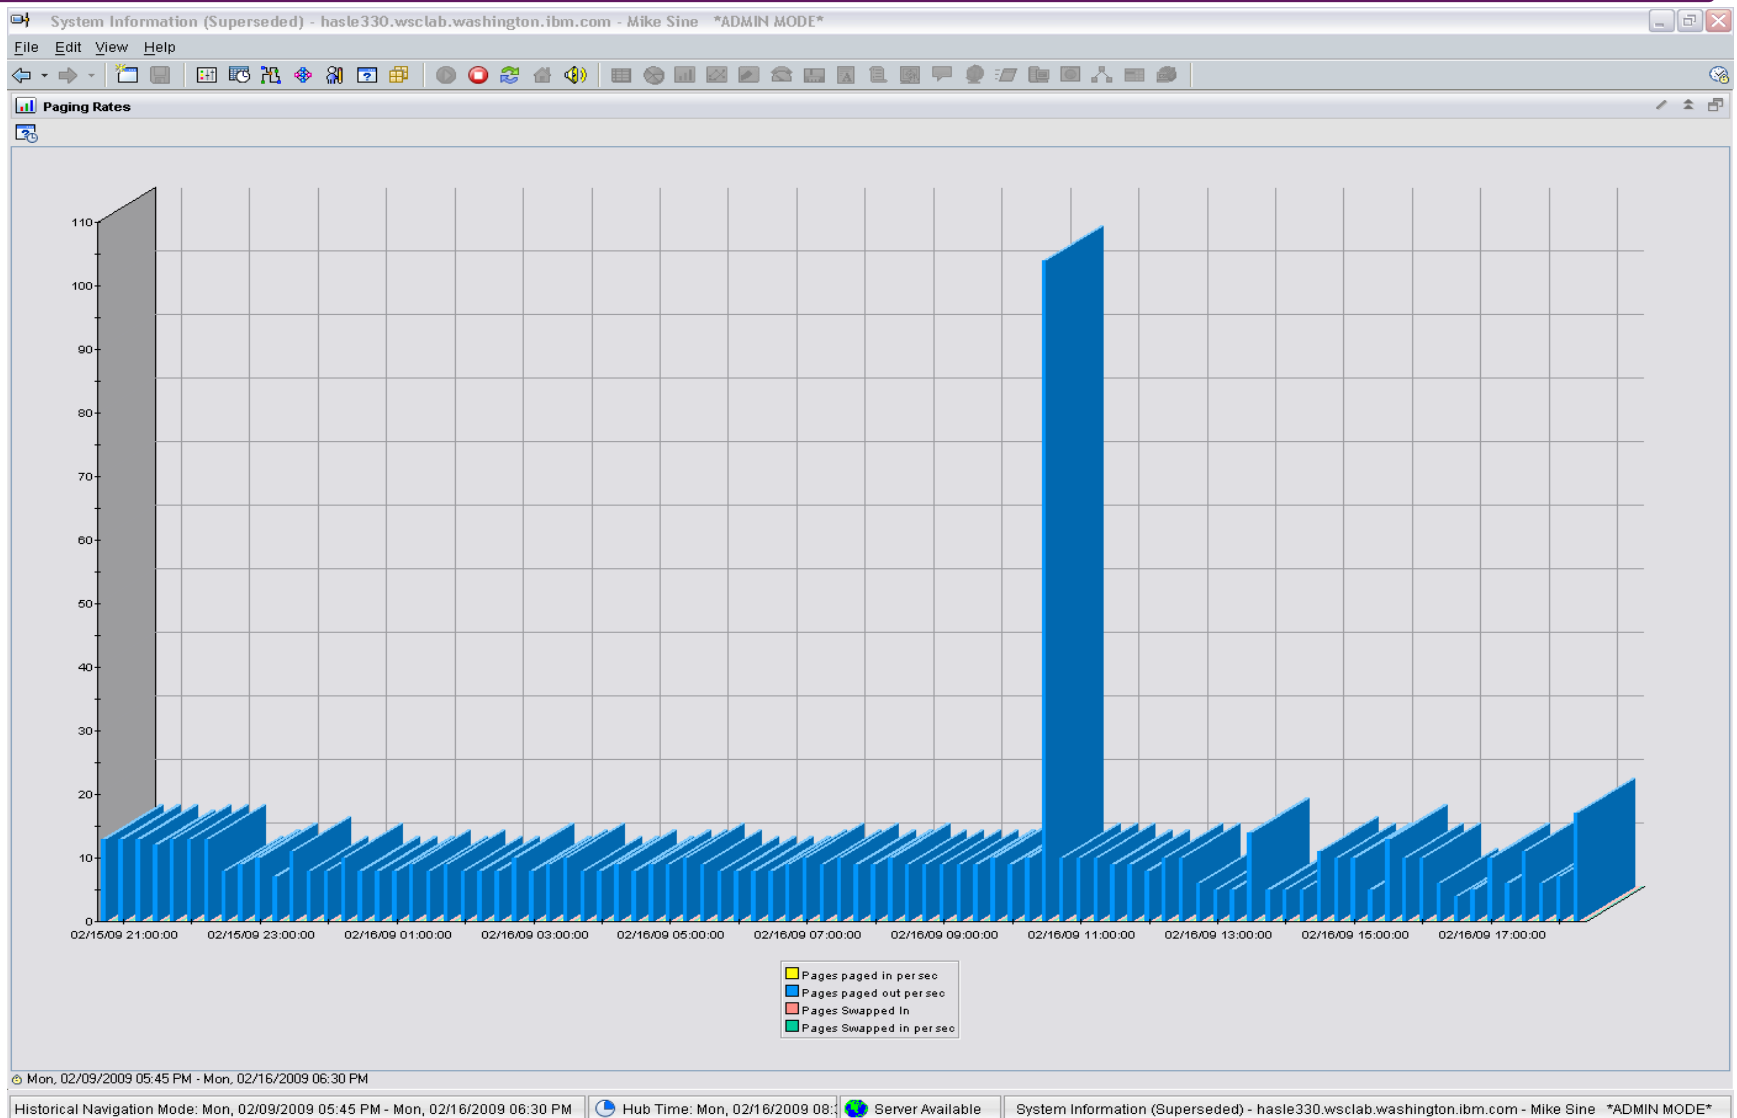 System Information (Superseded) - hasle330.wsclab.washington.ibm.com - Mike Sine *ADMIN MODE*
File Edit View Help
Paging Rates
110
100
90
80
70
60
50
40
30
20
10
0
02/15/09 21:00:00 02/15/09 23:00:00 02/16/09 01:00:00 02/16/09 03:00:00 02/16/09 05:00:00 02/16/09 07:00:00 02/16/09 09:00:00 02/16/09 11:00:00 02/16/09 13:00:00 02/16/09 15:00:00 02/16/09 17:00:00
Pages paged in per sec
Pages paged out per sec
Pages Swapped In
Pages Swapped in per sec
Mon, 02/09/2009 05:45 PM - Mon, 02/16/2009 06:30 PM
Historical Navigation Mode: Mon, 02/09/2009 05:45 PM - Mon, 02/16/2009 06:30 PM Hub Time: Mon, 02/16/2009 08: Server Available System Information (Superseded) - hasle330.wsclab.washington.ibm.com - Mike Sine *ADMIN MODE*